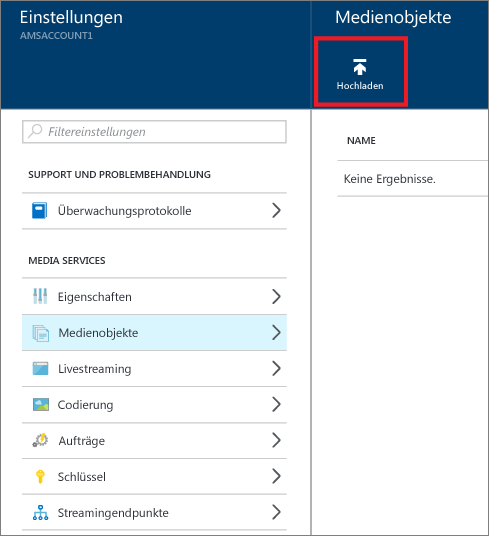 Einstellungen
AMSACCOUNT1
Filtereinstellungen
SUPPORT UND PROBLEMBEHANDLUNG
Überwachungsprotokolle
MEDIA SERVICES
Eigenschaften
Medienobjekte
Livestreaming
Codierung
Aufträge
Schlüssel
Streamingendpunkte
Medienobjekte
Hochladen
NAME
Keine Ergebnisse.